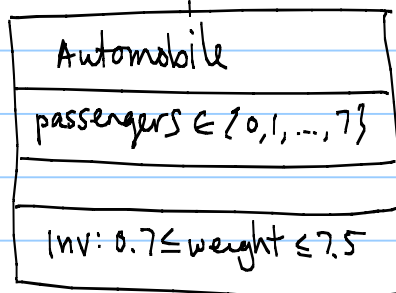 Automobile
passengers ∈ {0,1,...,7}
Inv: 0.7≤weight≤7.5